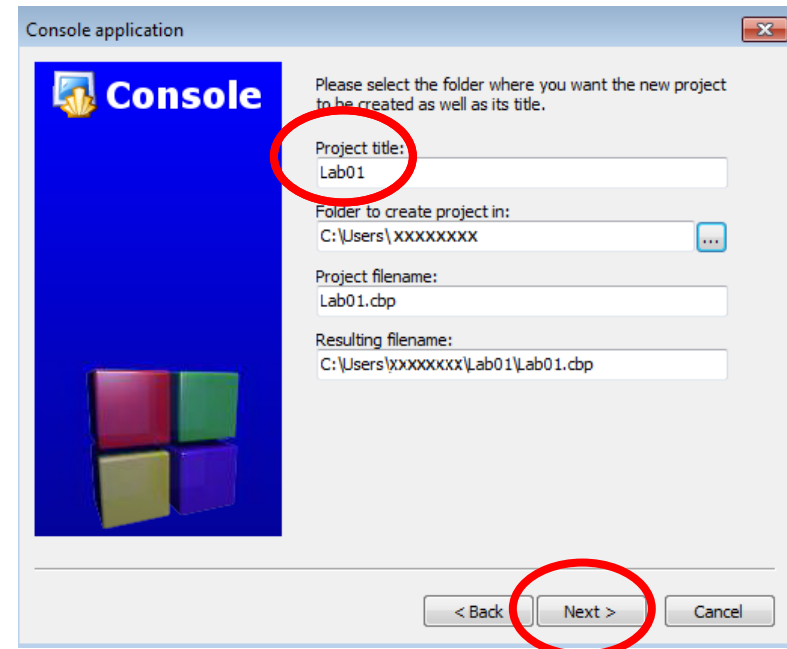 Console application
Console
Please select the folder where you want the new project
to be created as well as its title.
Project title:
Lab01
Folder to create project in:
C:\Users\XXXXXXXX
...
Project filename:
Lab01.cbp
Resulting filename:
C:\Users\XXXXXXXX\Lab01\Lab01.cbp
< Back Next > Cancel